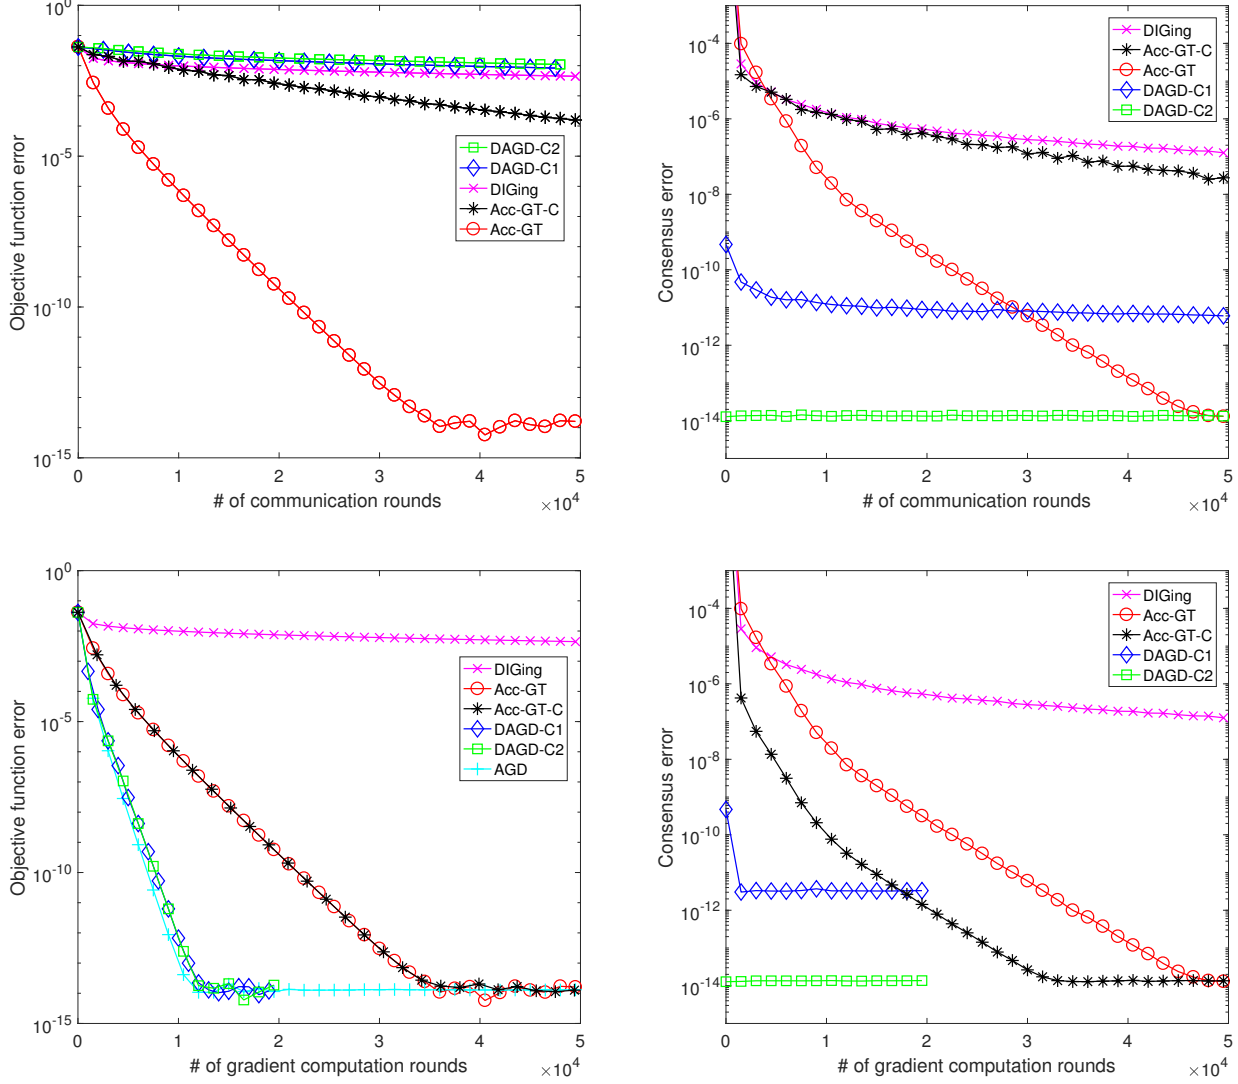 Objective function error
10^0
10^-5
10^-10
10^-15
0 1 2 3 4 5
×10^4
# of communication rounds
DAGD-C2
DAGD-C1
DIGing
Acc-GT-C
Acc-GT
Consensus error
10^-4
10^-6
10^-8
10^-10
10^-12
10^-14
0 1 2 3 4 5
×10^4
# of communication rounds
DIGing
Acc-GT-C
Acc-GT
DAGD-C1
DAGD-C2
Objective function error
10^0
10^-5
10^-10
10^-15
0 1 2 3 4 5
×10^4
# of gradient computation rounds
DIGing
Acc-GT
Acc-GT-C
DAGD-C1
DAGD-C2
AGD
Consensus error
10^-4
10^-6
10^-8
10^-10
10^-12
10^-14
0 1 2 3 4 5
×10^4
# of gradient computation rounds
DIGing
Acc-GT
Acc-GT-C
DAGD-C1
DAGD-C2